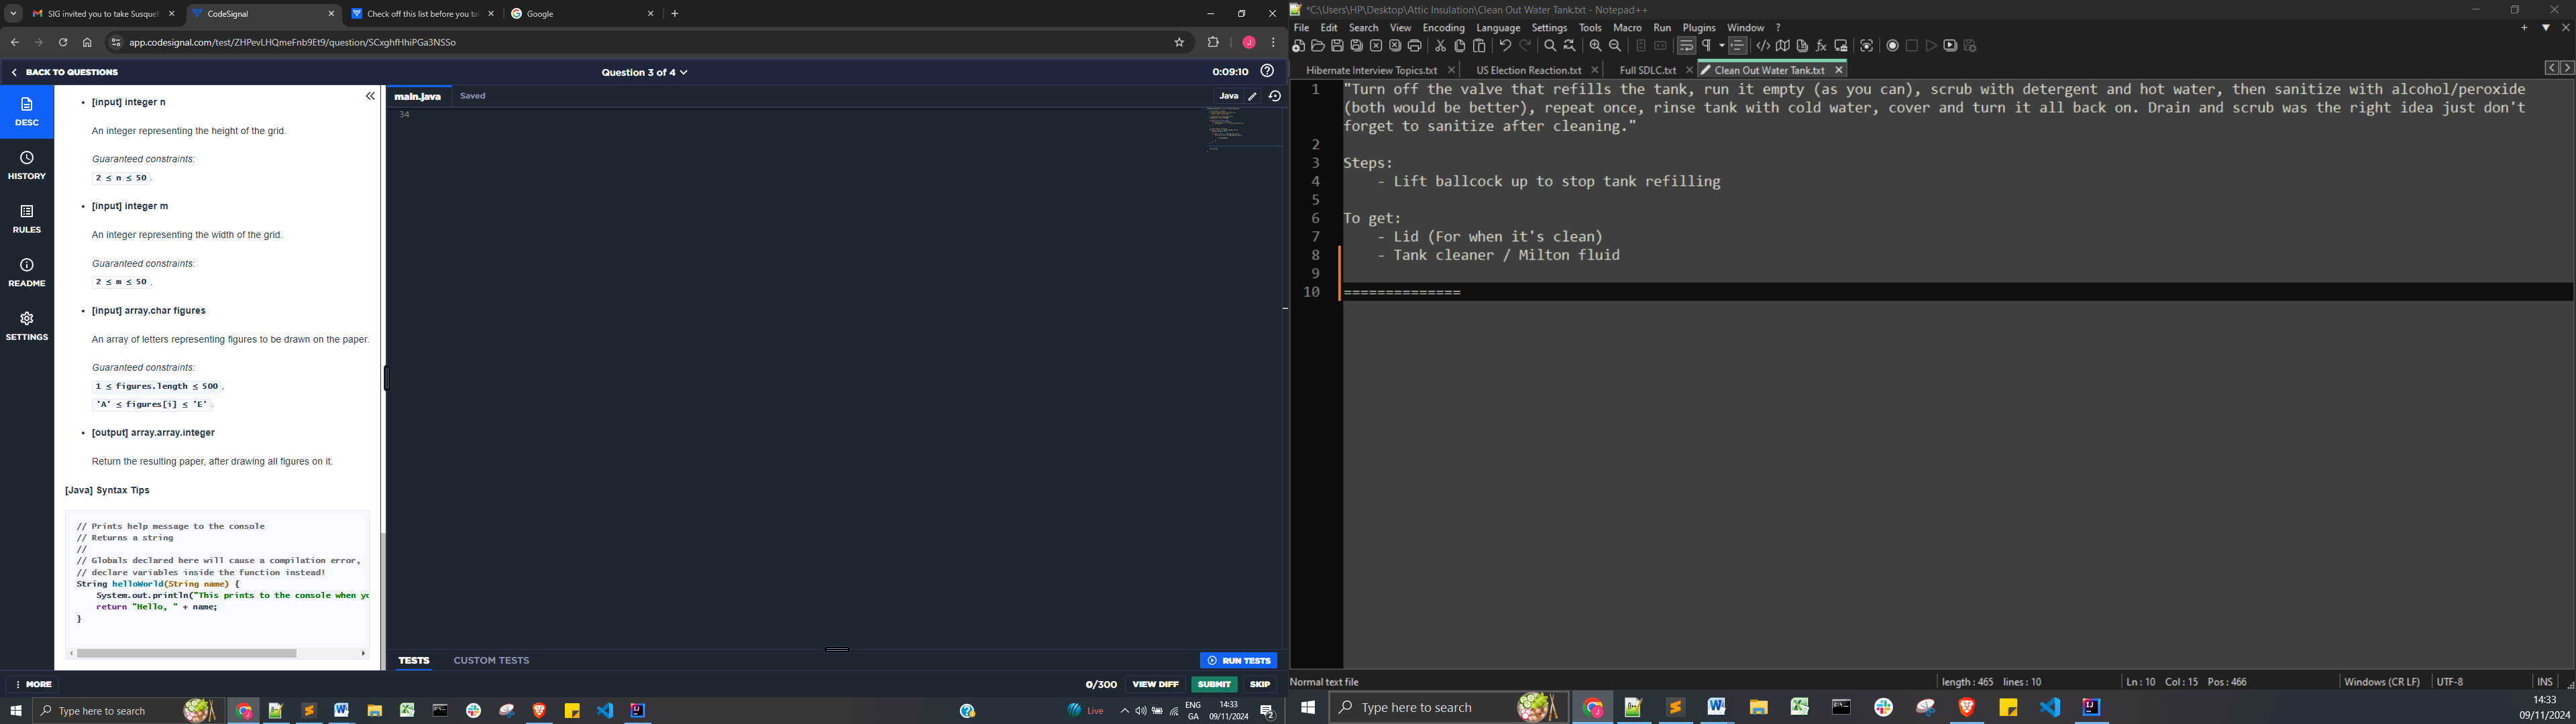 SIG invited you to take Susquel
CodeSignal
Check off this list before you tal
Google
app.codesignal.com/test/ZHPevLHQmeFnb9Et9/question/SCxghfHhiPGa3NSSo
BACK TO QUESTIONS
Question 3 of 4
0:09:10
DESC
HISTORY
RULES
README
SETTINGS
[input] integer n
An integer representing the height of the grid.
Guaranteed constraints:
2 ≤ n ≤ 50.
[input] integer m
An integer representing the width of the grid.
Guaranteed constraints:
2 ≤ m ≤ 50.
[input] array.char figures
An array of letters representing figures to be drawn on the paper.
Guaranteed constraints:
1 ≤ figures.length ≤ 500,
'A' ≤ figures[i] ≤ 'E'.
[output] array.array.integer
Return the resulting paper, after drawing all figures on it.
[Java] Syntax Tips
// Prints help message to the console
// Returns a string
//
// Globals declared here will cause a compilation error,
// declare variables inside the function instead!
String helloWorld(String name) {
System.out.println("This prints to the console when yo
return "Hello, " + name;
}
MORE
main.java
Saved
Java
34
TESTS
CUSTOM TESTS
RUN TESTS
0/300
VIEW DIFF
SUBMIT
SKIP
Type here to search
Live
ENG
GA
14:33
09/11/2024
2
*C:\Users\HP\Desktop\Attic Insulation\Clean Out Water Tank.txt - Notepad++
File Edit Search View Encoding Language Settings Tools Macro Run Plugins Window ?
Hibernate Interview Topics.txt
US Election Reaction.txt
Full SDLC.txt
Clean Out Water Tank.txt
1 "Turn off the valve that refills the tank, run it empty (as you can), scrub with detergent and hot water, then sanitize with alcohol/peroxide
(both would be better), repeat once, rinse tank with cold water, cover and turn it all back on. Drain and scrub was the right idea just don't
forget to sanitize after cleaning."
2
3 Steps:
4 - Lift ballcock up to stop tank refilling
5
6 To get:
7 - Lid (For when it's clean)
8 - Tank cleaner / Milton fluid
9
10 ==============
Normal text file
length : 465 lines : 10
Ln : 10 Col : 15 Pos : 466
Windows (CR LF)
UTF-8
INS
Type here to search
14:33
09/11/2024